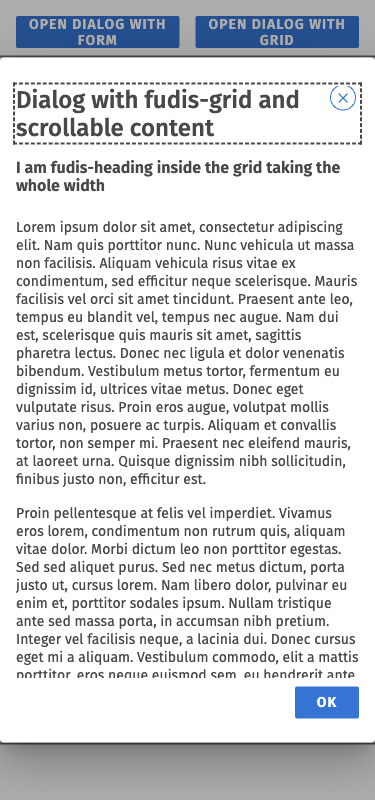 OPEN DIALOG WITH
FORM
OPEN DIALOG WITH
GRID
Dialog with fudis-grid and
scrollable content
I am fudis-heading inside the grid taking the
whole width
Lorem ipsum dolor sit amet, consectetur adipiscing
elit. Nam quis porttitor nunc. Nunc vehicula ut massa
non facilisis. Aliquam vehicula risus vitae ex
condimentum, sed efficitur neque scelerisque. Mauris
facilisis vel orci sit amet tincidunt. Praesent ante leo,
tempus eu blandit vel, tempus nec augue. Nam dui
est, scelerisque quis mauris sit amet, sagittis
pharetra lectus. Donec nec ligula et dolor venenatis
bibendum. Vestibulum metus tortor, fermentum eu
dignissim id, ultrices vitae metus. Donec eget
vulputate risus. Proin eros augue, volutpat mollis
varius non, posuere ac turpis. Aliquam et convallis
tortor, non semper mi. Praesent nec eleifend mauris,
at laoreet urna. Quisque dignissim nibh sollicitudin,
finibus justo non, efficitur est.
Proin pellentesque at felis vel imperdiet. Vivamus
eros lorem, condimentum non rutrum quis, aliquam
vitae dolor. Morbi dictum leo non porttitor egestas.
Sed sed aliquet purus. Sed nec metus dictum, porta
justo ut, cursus lorem. Nam libero dolor, pulvinar eu
enim et, porttitor sodales ipsum. Nullam tristique
ante sed massa porta, in accumsan nibh pretium.
Integer vel facilisis neque, a lacinia dui. Donec cursus
eget mi a aliquam. Vestibulum commodo, elit a mattis
porttitor, eros neque euismod sem, eu hendrerit ante
OK